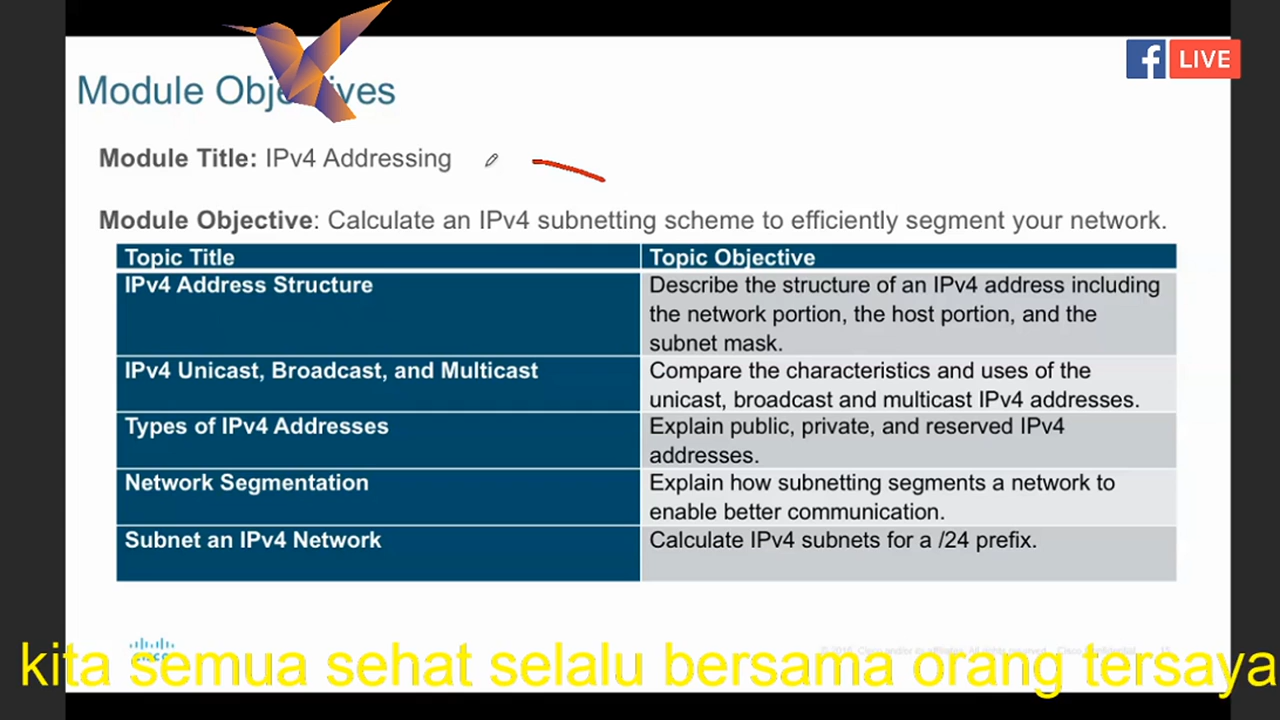 Module Objectives
f LIVE
Module Title: IPv4 Addressing
Module Objective: Calculate an IPv4 subnetting scheme to efficiently segment your network.
Topic Title
Topic Objective
IPv4 Address Structure
Describe the structure of an IPv4 address including
the network portion, the host portion, and the
subnet mask.
IPv4 Unicast, Broadcast, and Multicast
Compare the characteristics and uses of the
unicast, broadcast and multicast IPv4 addresses.
Types of IPv4 Addresses
Explain public, private, and reserved IPv4
addresses.
Network Segmentation
Explain how subnetting segments a network to
enable better communication.
Subnet an IPv4 Network
Calculate IPv4 subnets for a /24 prefix.
kita semua sehat selalu bersama orang tersaya